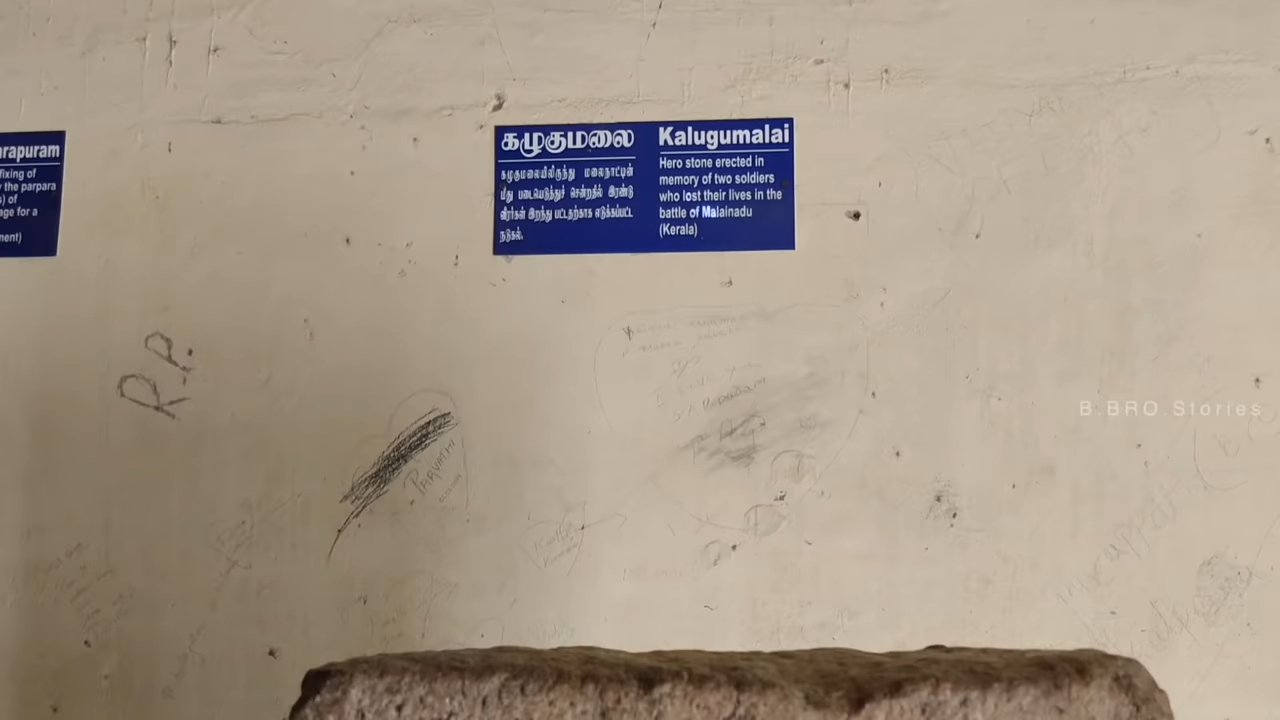 arapuram
fixing of
y the parpara
s) of
age for a
ment)
கழுகுமலை
கழுகுமலையிலிருந்து மலைநாட்டின்
மீது படையெடுத்துச் சென்றதில் இரண்டு
வீரர்கள் இறந்து பட்டதற்காக எடுக்கப்பட்ட
நடுகல்.
Kalugumalai
Hero stone erected in
memory of two soldiers
who lost their lives in the
battle of Malainadu
(Kerala)
R.P.
PARVATHI
B.BRO.Stories